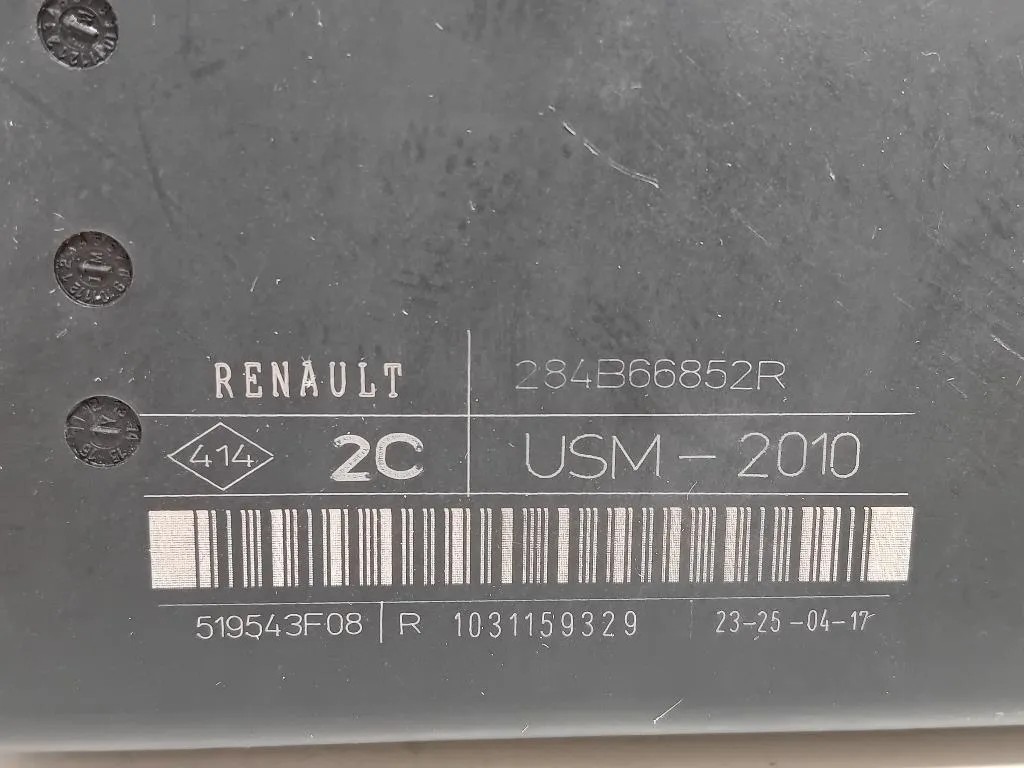 RENAULT 284B66852R
414 2C USM - 2010
519543F08 R 1031159329 23-25-04-17